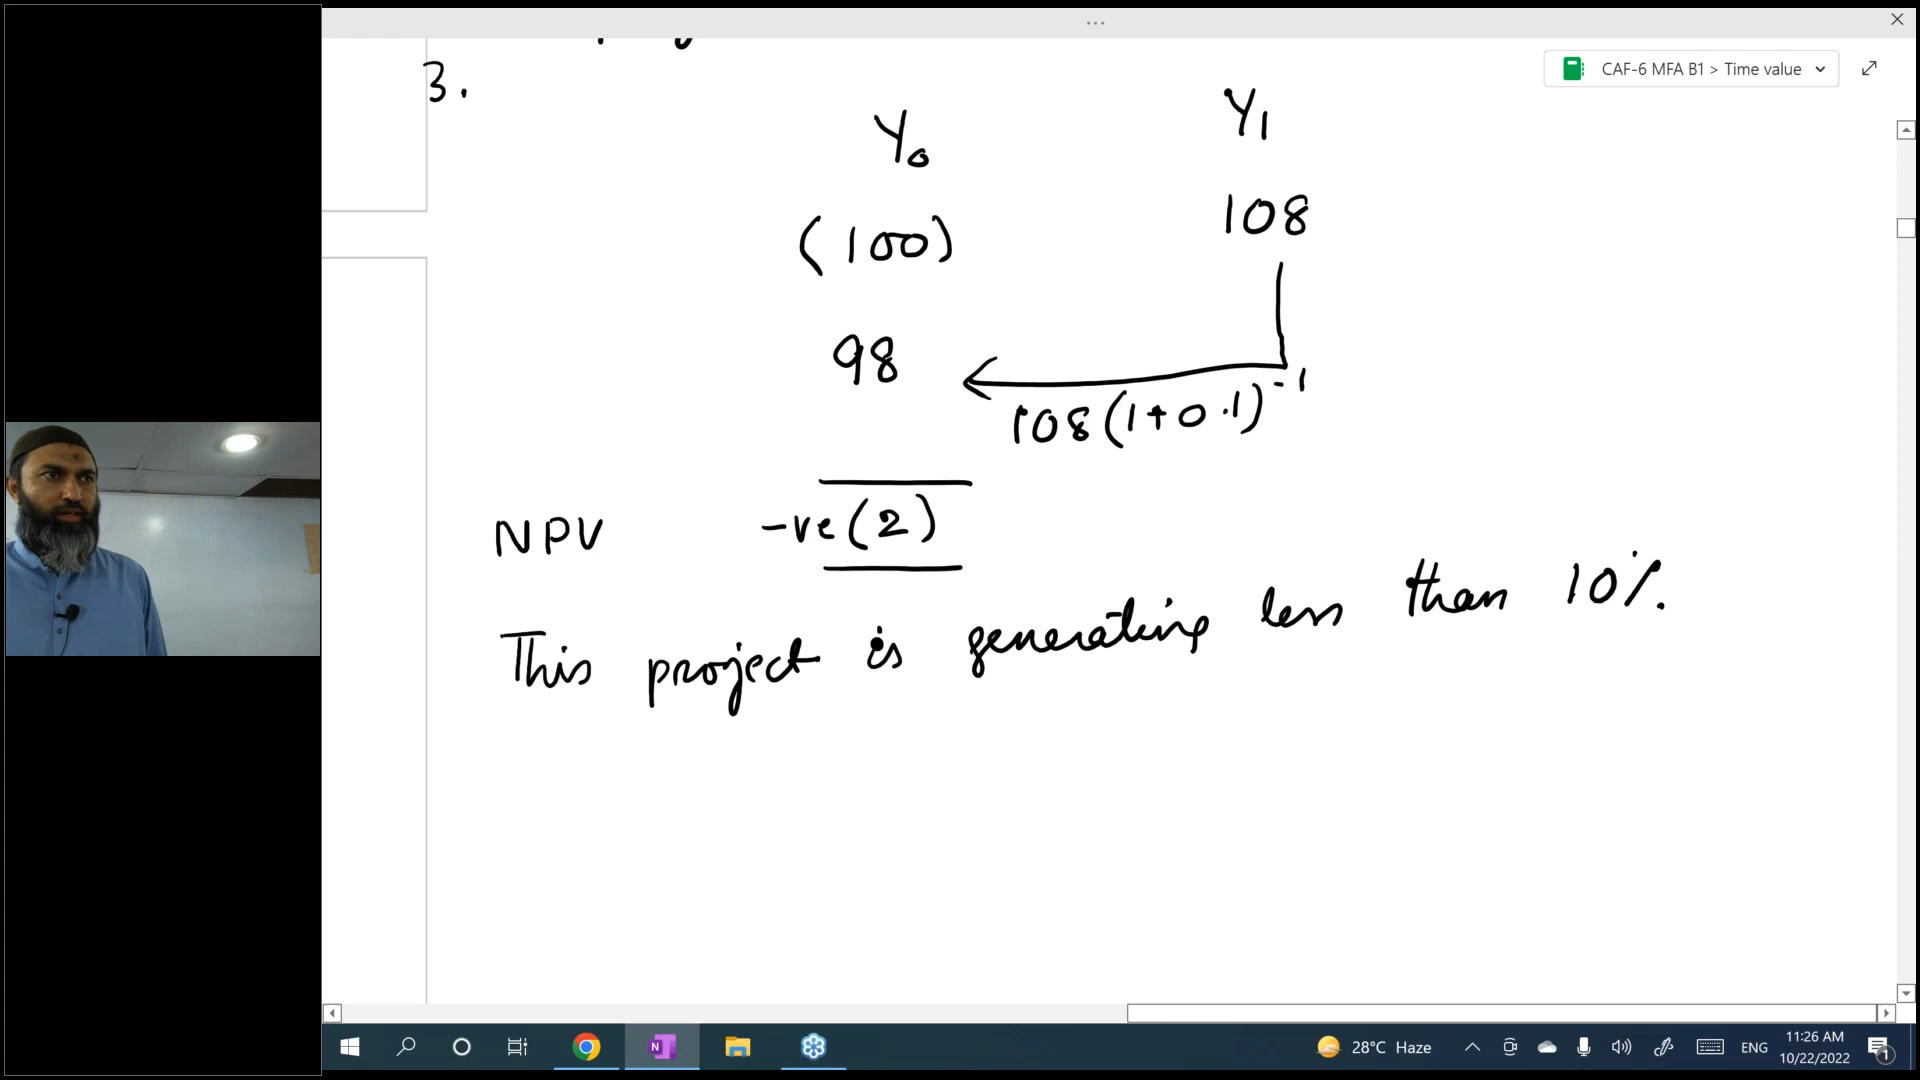 CAF-6 MFA B1 > Time value
3.
Y0 Y1
(100) 108
98
108(1+0.1)^-1
NPV -ve(2)
This project is generating less than 10%.
28°C Haze
ENG
11:26 AM
10/22/2022
1